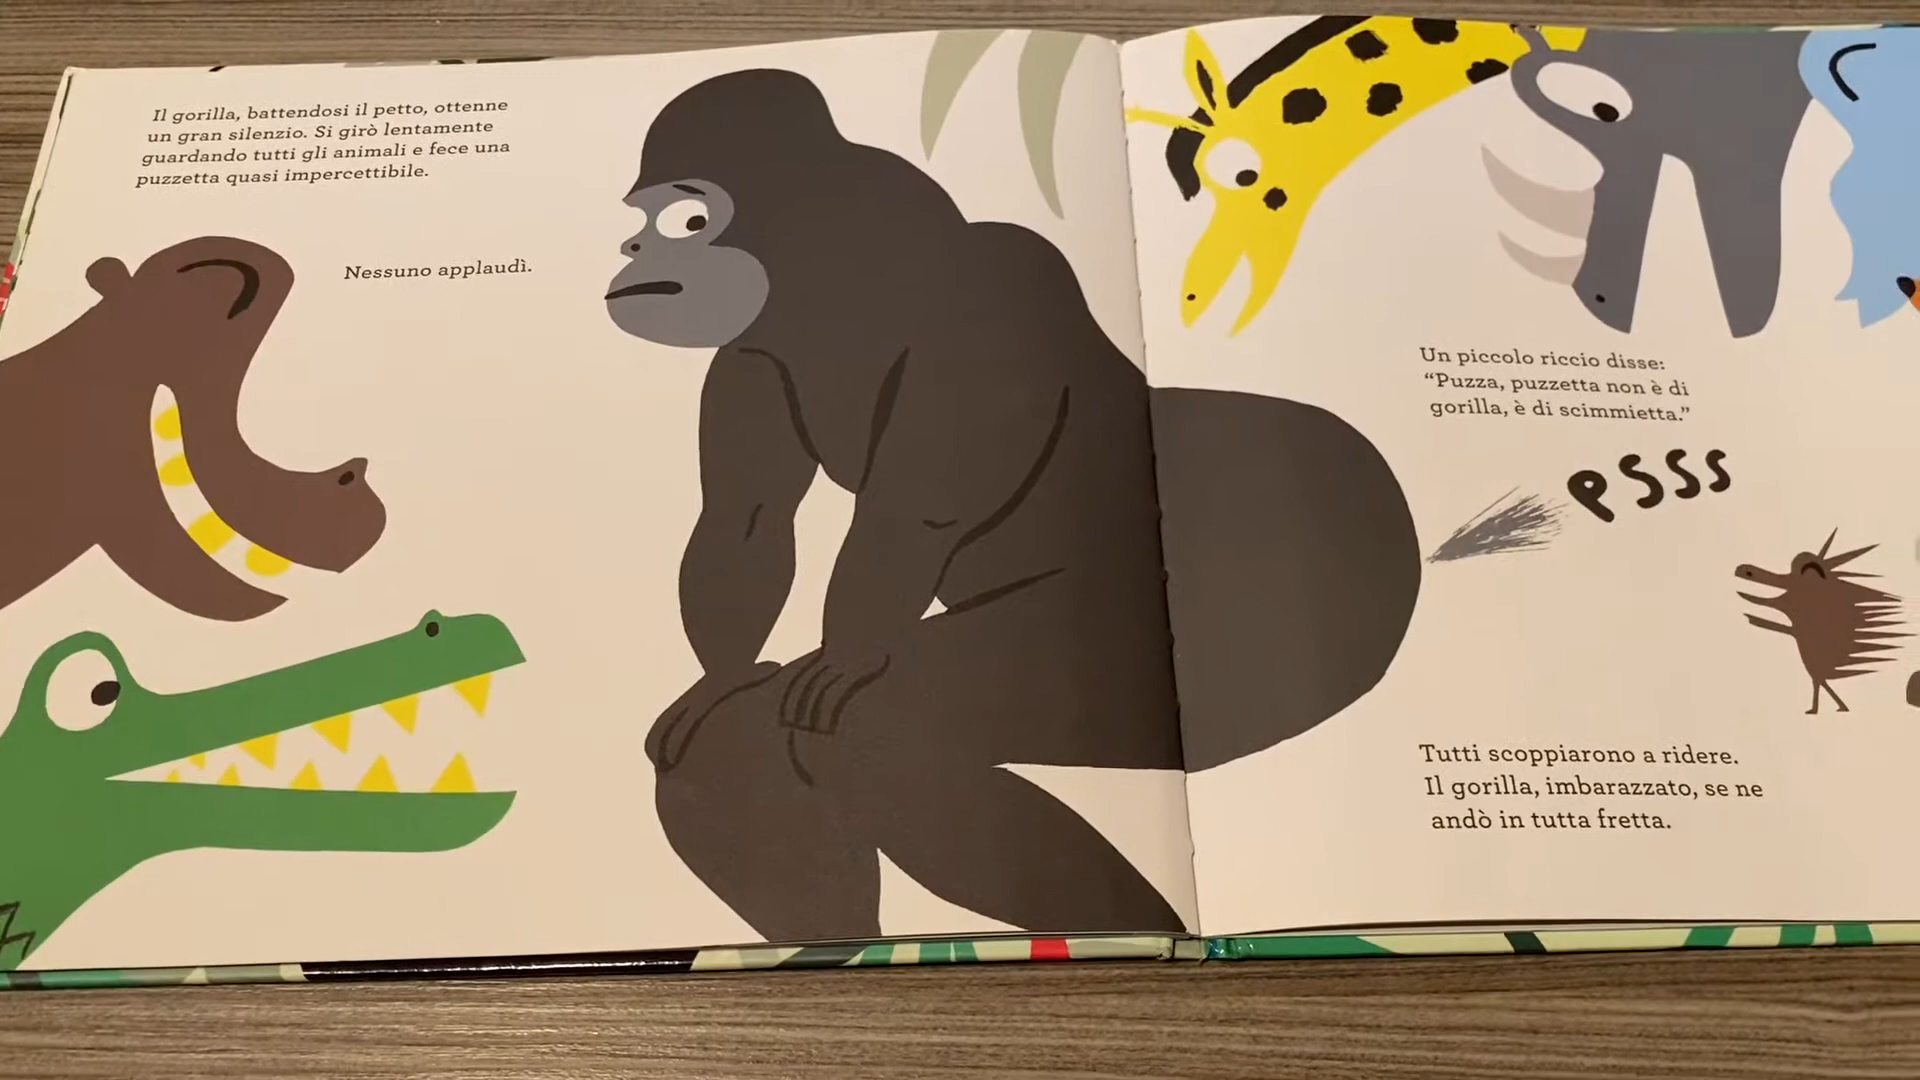 Il gorilla, battendosi il petto, ottenne
un gran silenzio. Si girò lentamente
guardando tutti gli animali e fece una
puzzetta quasi impercettibile.
Nessuno applaudì.
Un piccolo riccio disse:
“Puzza, puzzetta non è di
gorilla, è di scimmietta.”
PSSS
Tutti scoppiarono a ridere.
Il gorilla, imbarazzato, se ne
andò in tutta fretta.